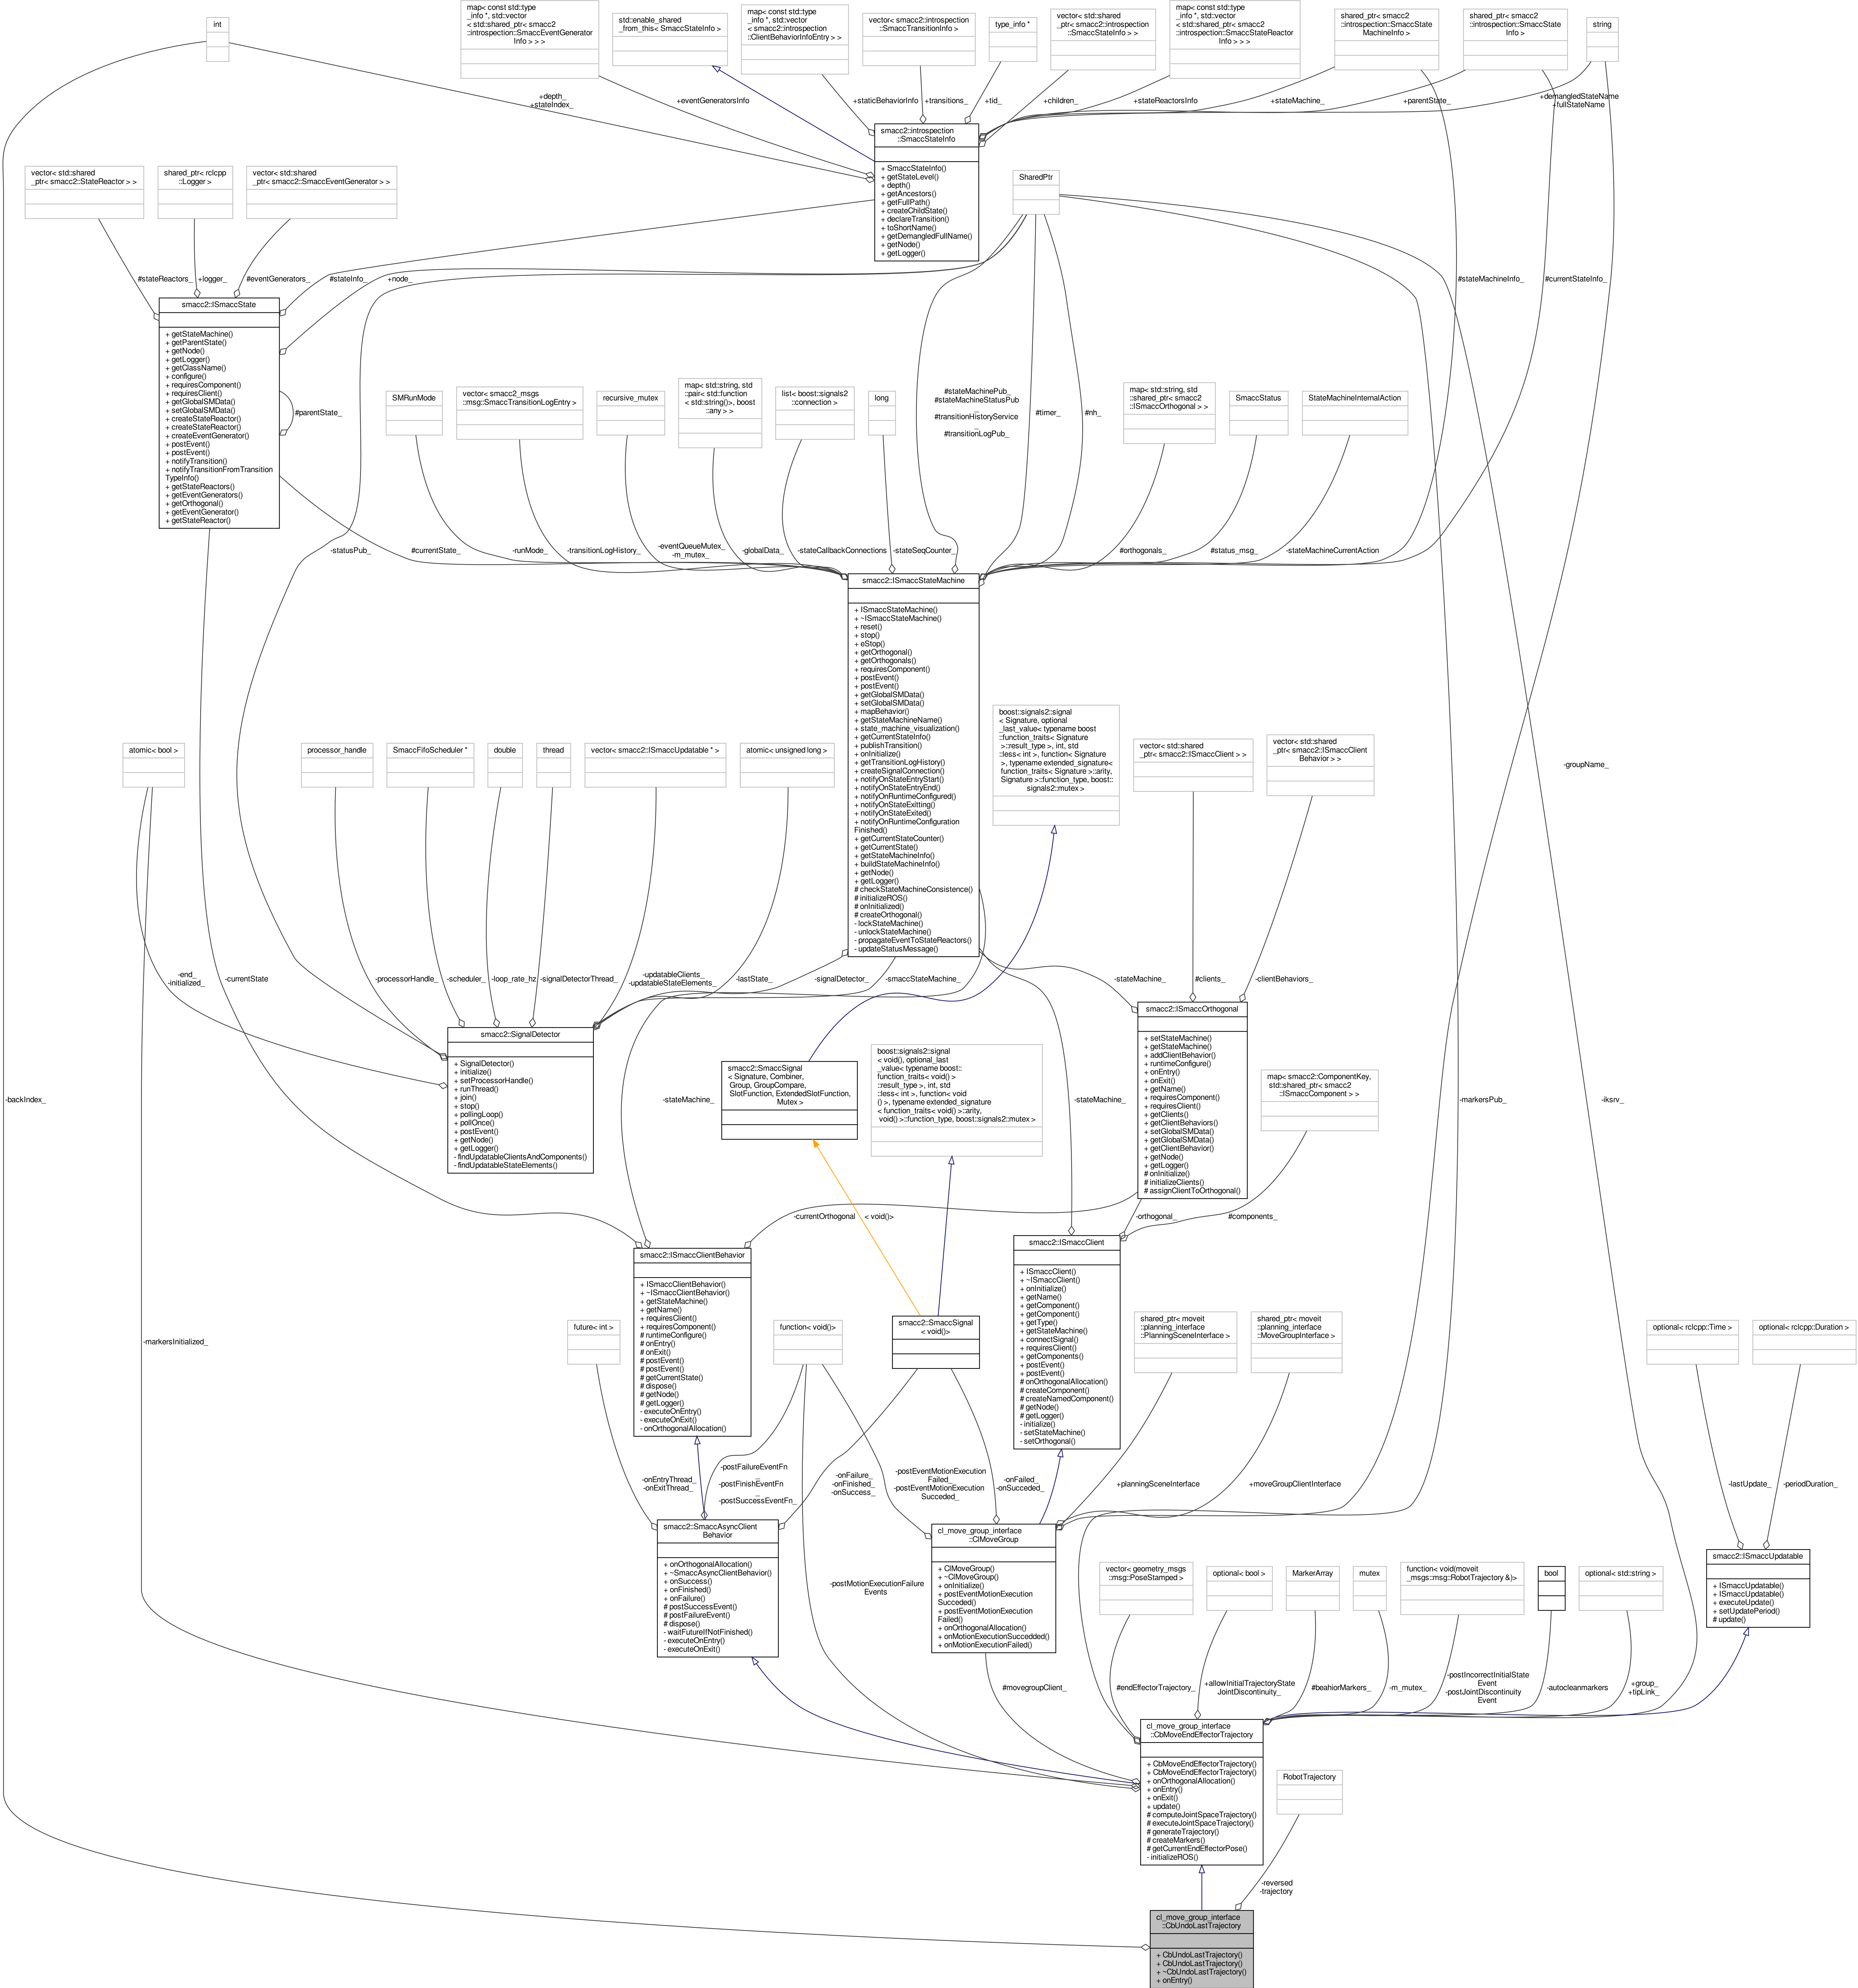 int
map< const std::type
_info *, std::vector
< std::shared_ptr< smacc2
::introspection::SmaccEventGenerator
Info > > >
std::enable_shared
_from_this< SmaccStateInfo >
map< const std::type
_info *, std::vector
< smacc2::introspection
::ClientBehaviorInfoEntry > >
vector< smacc2::introspection
::SmaccTransitionInfo >
type_info *
vector< std::shared
_ptr< smacc2::introspection
::SmaccStateInfo > >
map< const std::type
_info *, std::vector
< std::shared_ptr< smacc2
::introspection::SmaccStateReactor
Info > > >
shared_ptr< smacc2
::introspection::SmaccState
MachineInfo >
shared_ptr< smacc2
::introspection::SmaccState
Info >
string
+depth_
+stateIndex_
+eventGeneratorsInfo
+staticBehaviorInfo
+transitions_
+tid_
+children_
+stateReactorsInfo
+stateMachine_
+parentState_
+demangledStateName
+fullStateName
smacc2::introspection
::SmaccStateInfo
+ SmaccStateInfo()
+ getStateLevel()
+ depth()
+ getAncestors()
+ getFullPath()
+ createChildState()
+ declareTransition()
+ toShortName()
+ getDemangledFullName()
+ getNode()
+ getLogger()
vector< std::shared
_ptr< smacc2::StateReactor > >
shared_ptr< rclcpp
::Logger >
vector< std::shared
_ptr< smacc2::SmaccEventGenerator > >
SharedPtr
#stateReactors_
+logger_
#eventGenerators_
#stateInfo_
+node_
#stateMachineInfo_
#currentStateInfo_
smacc2::ISmaccState
+ getStateMachine()
+ getParentState()
+ getNode()
+ getLogger()
+ getClassName()
+ configure()
+ requiresComponent()
+ requiresClient()
+ getGlobalSMData()
+ setGlobalSMData()
+ createStateReactor()
+ createStateReactor()
+ createEventGenerator()
+ postEvent()
+ postEvent()
+ notifyTransition()
+ notifyTransitionFromTransition
TypeInfo()
+ getStateReactors()
+ getEventGenerators()
+ getOrthogonal()
+ getEventGenerator()
+ getStateReactor()
#parentState_
SMRunMode
vector< smacc2_msgs
::msg::SmaccTransitionLogEntry >
recursive_mutex
map< std::string, std
::pair< std::function
< std::string()>, boost
::any > >
list< boost::signals2
::connection >
long
#stateMachinePub_
#stateMachineStatusPub
_
#transitionHistoryService
_
#transitionLogPub_
#timer_
#nh_
map< std::string, std
::shared_ptr< smacc2
::ISmaccOrthogonal > >
SmaccStatus
StateMachineInternalAction
-statusPub_
#currentState_
-runMode_
-transitionLogHistory_
-eventQueueMutex_
-m_mutex_
-globalData_
-stateCallbackConnections
-stateSeqCounter_
#orthogonals_
#status_msg_
-stateMachineCurrentAction
smacc2::ISmaccStateMachine
+ ISmaccStateMachine()
+ ~ISmaccStateMachine()
+ reset()
+ stop()
+ eStop()
+ getOrthogonal()
+ getOrthogonals()
+ requiresComponent()
+ postEvent()
+ postEvent()
+ getGlobalSMData()
+ setGlobalSMData()
+ mapBehavior()
+ getStateMachineName()
+ state_machine_visualization()
+ getCurrentStateInfo()
+ publishTransition()
+ onInitialize()
+ getTransitionLogHistory()
+ createSignalConnection()
+ notifyOnStateEntryStart()
+ notifyOnStateEntryEnd()
+ notifyOnRuntimeConfigured()
+ notifyOnStateExitting()
+ notifyOnStateExited()
+ notifyOnRuntimeConfiguration
Finished()
+ getCurrentStateCounter()
+ getCurrentState()
+ getStateMachineInfo()
+ buildStateMachineInfo()
+ getNode()
+ getLogger()
# checkStateMachineConsistence()
# initializeROS()
# onInitialized()
# createOrthogonal()
- lockStateMachine()
- unlockStateMachine()
- propagateEventToStateReactors()
- updateStatusMessage()
atomic< bool >
processor_handle
SmaccFifoScheduler *
double
thread
vector< smacc2::ISmaccUpdatable * >
atomic< unsigned long >
boost::signals2::signal
< Signature, optional
_last_value< typename boost
::function_traits< Signature
>::result_type >, int, std
::less< int >, function< Signature
>, typename extended_signature<
function_traits< Signature >::arity,
Signature >::function_type, boost::
signals2::mutex >
vector< std::shared
_ptr< smacc2::ISmaccClient > >
vector< std::shared
_ptr< smacc2::ISmaccClient
Behavior > >
-groupName_
-end_
-initialized_
-currentState
-processorHandle_
-scheduler_
-loop_rate_hz
-signalDetectorThread_
-updatableClients_
-updatableStateElements_
-lastState_
-signalDetector_
-smaccStateMachine_
-stateMachine_
#clients_
-clientBehaviors_
smacc2::SignalDetector
+ SignalDetector()
+ initialize()
+ setProcessorHandle()
+ runThread()
+ join()
+ stop()
+ pollingLoop()
+ pollOnce()
+ postEvent()
+ getNode()
+ getLogger()
- findUpdatableClientsAndComponents()
- findUpdatableStateElements()
smacc2::ISmaccOrthogonal
+ setStateMachine()
+ getStateMachine()
+ addClientBehavior()
+ runtimeConfigure()
+ onEntry()
+ onExit()
+ getName()
+ requiresComponent()
+ requiresClient()
+ getClients()
+ getClientBehaviors()
+ setGlobalSMData()
+ getGlobalSMData()
+ getClientBehavior()
+ getNode()
+ getLogger()
# onInitialize()
# initializeClients()
# assignClientToOrthogonal()
smacc2::SmaccSignal
< Signature, Combiner,
Group, GroupCompare,
SlotFunction, ExtendedSlotFunction,
Mutex >
boost::signals2::signal
< void(), optional_last
_value< typename boost::
function_traits< void() >
::result_type >, int, std
::less< int >, function< void
() >, typename extended_signature
< function_traits< void() >::arity,
void() >::function_type, boost::signals2::mutex >
map< smacc2::ComponentKey,
std::shared_ptr< smacc2
::ISmaccComponent > >
-backIndex_
-stateMachine_
-stateMachine_
-markersPub_
-iksrv_
-currentOrthogonal
< void()>
-orthogonal_
#components_
smacc2::ISmaccClientBehavior
+ ISmaccClientBehavior()
+ ~ISmaccClientBehavior()
+ getStateMachine()
+ getName()
+ requiresClient()
+ requiresComponent()
# runtimeConfigure()
# onEntry()
# onExit()
# postEvent()
# postEvent()
# getCurrentState()
# dispose()
# getNode()
# getLogger()
- executeOnEntry()
- executeOnExit()
- onOrthogonalAllocation()
smacc2::ISmaccClient
+ ISmaccClient()
+ ~ISmaccClient()
+ onInitialize()
+ getName()
+ getComponent()
+ getComponent()
+ getType()
+ getStateMachine()
+ connectSignal()
+ requiresClient()
+ getComponents()
+ postEvent()
+ postEvent()
# onOrthogonalAllocation()
# createComponent()
# createNamedComponent()
# getNode()
# getLogger()
- initialize()
- setStateMachine()
- setOrthogonal()
-markersInitialized_
future< int >
function< void()>
smacc2::SmaccSignal
< void()>
shared_ptr< moveit
::planning_interface
::PlanningSceneInterface >
shared_ptr< moveit
::planning_interface
::MoveGroupInterface >
optional< rclcpp::Time >
optional< rclcpp::Duration >
-onEntryThread_
-onExitThread_
-postFailureEventFn
_
-postFinishEventFn
_
-postSuccessEventFn_
-onFailure_
-onFinished_
-onSuccess_
-postEventMotionExecution
Failed_
-postEventMotionExecution
Succeded_
-onFailed_
-onSucceded_
+planningSceneInterface
+moveGroupClientInterface
-lastUpdate_
-periodDuration_
smacc2::SmaccAsyncClient
Behavior
+ onOrthogonalAllocation()
+ ~SmaccAsyncClientBehavior()
+ onSuccess()
+ onFinished()
+ onFailure()
# postSuccessEvent()
# postFailureEvent()
# dispose()
- waitFutureIfNotFinished()
- executeOnEntry()
- executeOnExit()
cl_move_group_interface
::ClMoveGroup
+ ClMoveGroup()
+ ~ClMoveGroup()
+ onInitialize()
+ postEventMotionExecution
Succeded()
+ postEventMotionExecution
Failed()
+ onOrthogonalAllocation()
+ onMotionExecutionSuccedded()
+ onMotionExecutionFailed()
smacc2::ISmaccUpdatable
+ ISmaccUpdatable()
+ ISmaccUpdatable()
+ executeUpdate()
+ setUpdatePeriod()
# update()
-postMotionExecutionFailure
Events
vector< geometry_msgs
::msg::PoseStamped >
optional< bool >
MarkerArray
mutex
function< void(moveit
_msgs::msg::RobotTrajectory &)>
bool
optional< std::string >
#movegroupClient_
#endEffectorTrajectory_
+allowInitialTrajectoryState
JointDiscontinuity_
#beahiorMarkers_
-m_mutex_
-postIncorrectInitialState
Event
-postJointDiscontinuity
Event
-autocleanmarkers
+group_
+tipLink_
cl_move_group_interface
::CbMoveEndEffectorTrajectory
+ CbMoveEndEffectorTrajectory()
+ CbMoveEndEffectorTrajectory()
+ onOrthogonalAllocation()
+ onEntry()
+ onExit()
+ update()
# computeJointSpaceTrajectory()
# executeJointSpaceTrajectory()
# generateTrajectory()
# createMarkers()
# getCurrentEndEffectorPose()
- initializeROS()
RobotTrajectory
-reversed
-trajectory
cl_move_group_interface
::CbUndoLastTrajectory
+ CbUndoLastTrajectory()
+ CbUndoLastTrajectory()
+ ~CbUndoLastTrajectory()
+ onEntry()